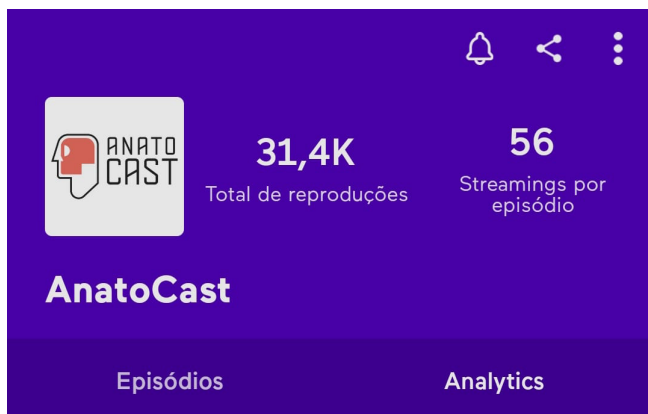 ANATO
CAST
31,4K
Total de reproduções
56
Streamings por
episódio
AnatoCast
Episódios
Analytics